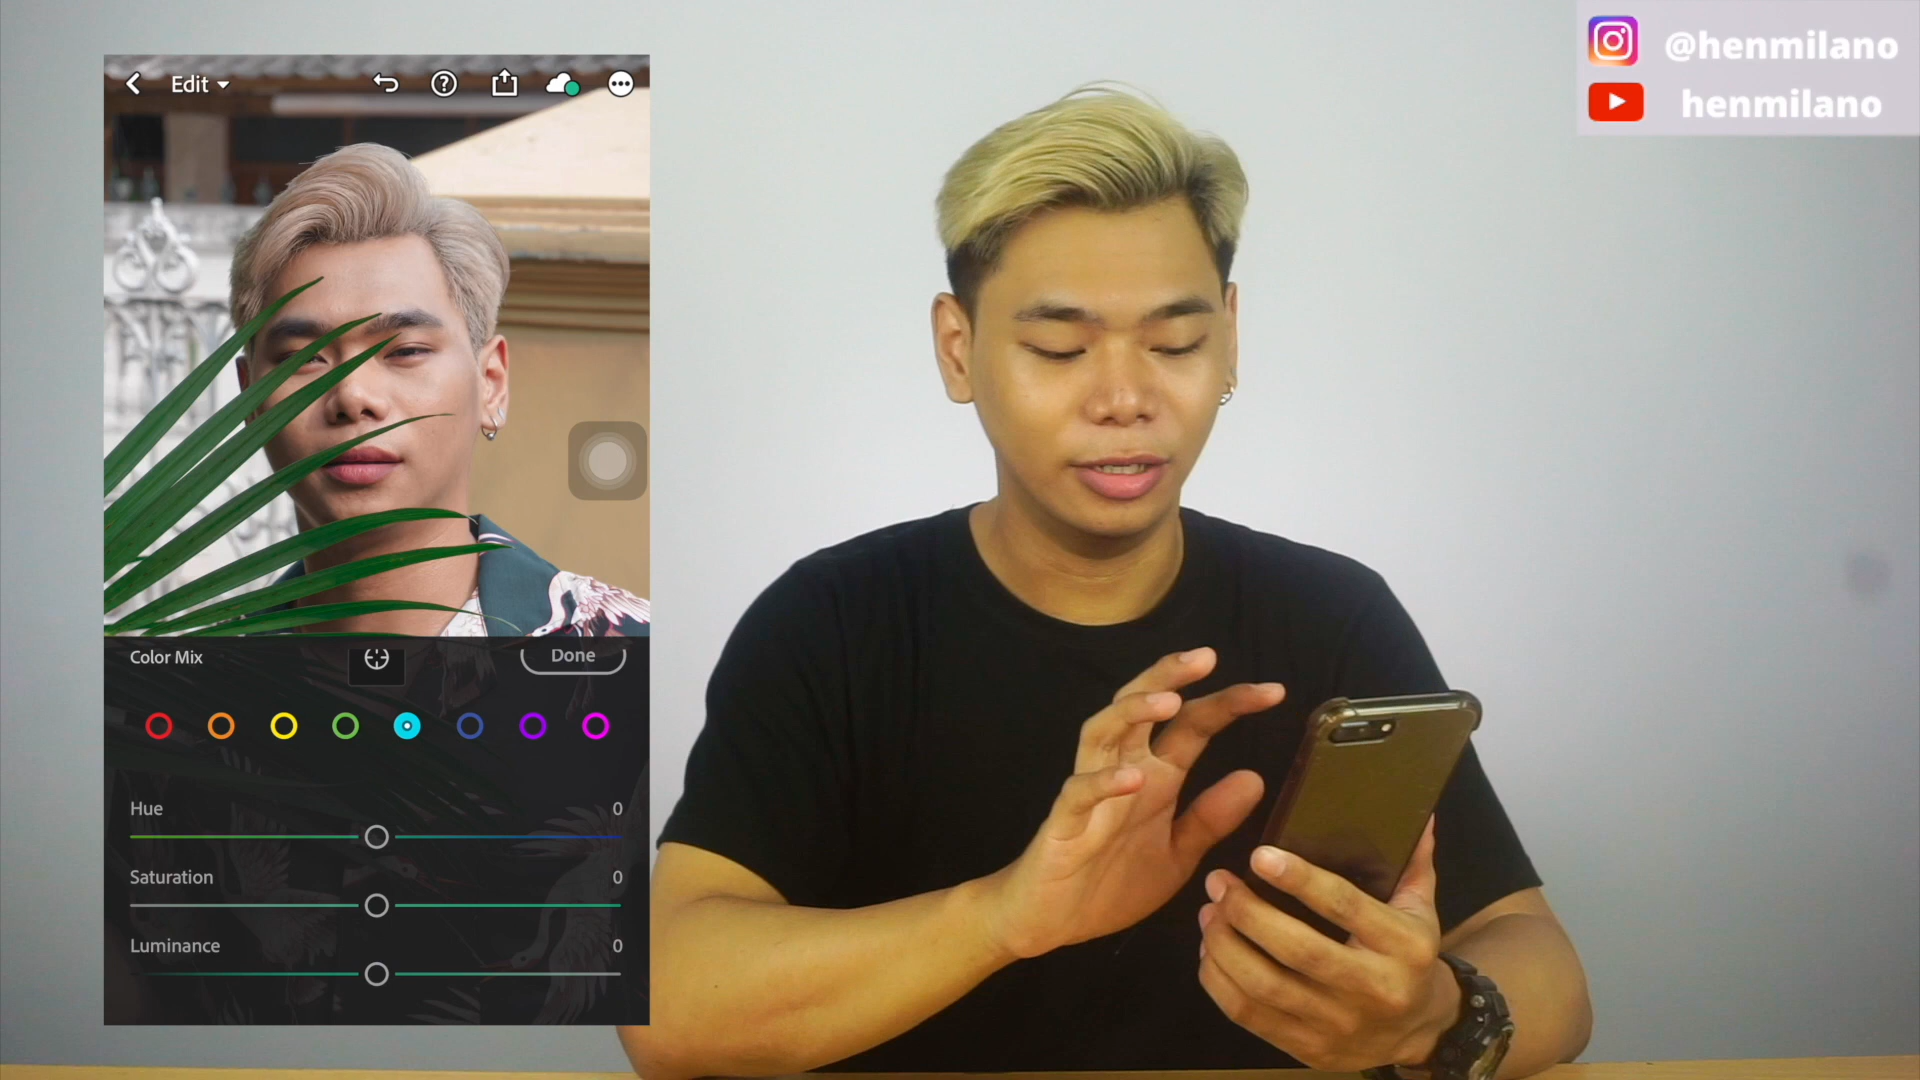 @henmilano
henmilano
Edit
Color Mix
Done
Hue 0
Saturation 0
Luminance 0